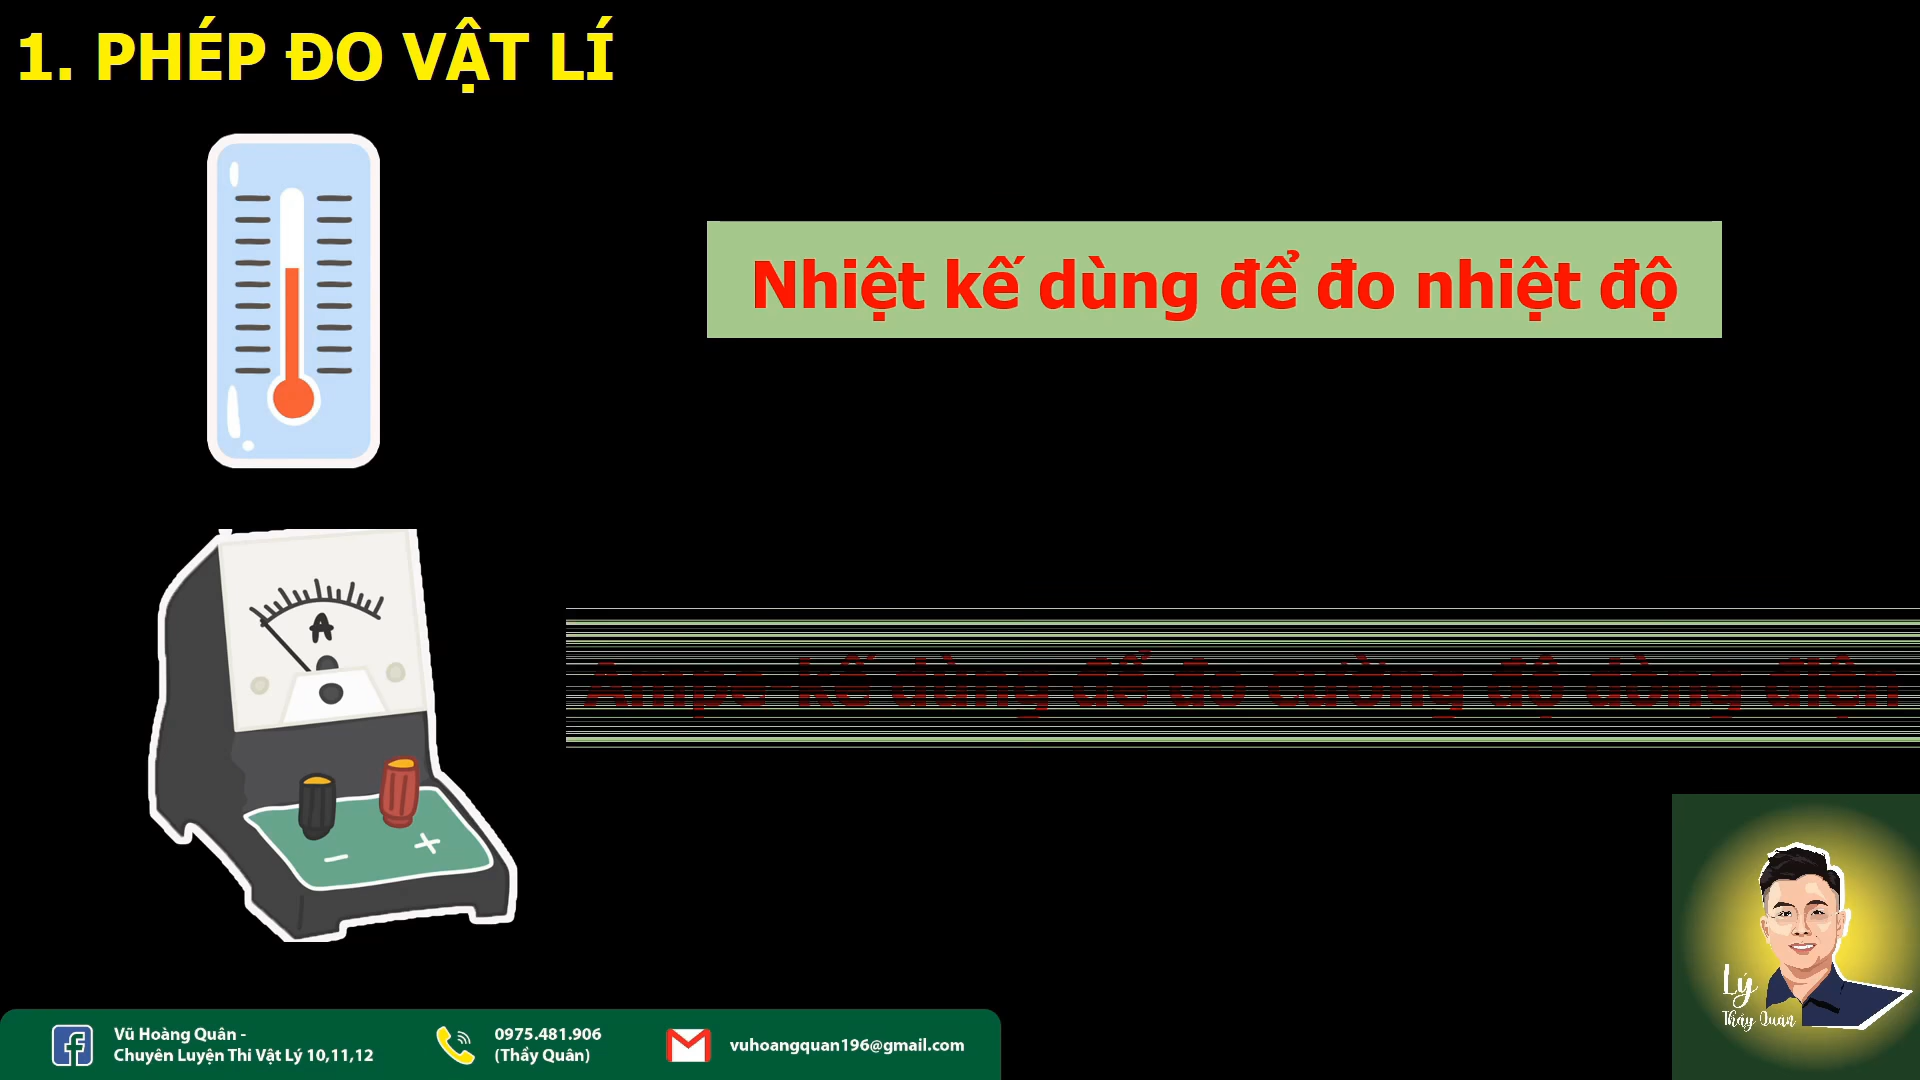 1. PHÉP ĐO VẬT LÍ
Nhiệt kế dùng để đo nhiệt độ
A
Ampe kế dùng để đo cường độ dòng điện
− +
Lý
Thầy Quân
Vũ Hoàng Quân -
Chuyên Luyện Thi Vật Lý 10,11,12
0975.481.906
(Thầy Quân)
vuhoangquan196@gmail.com